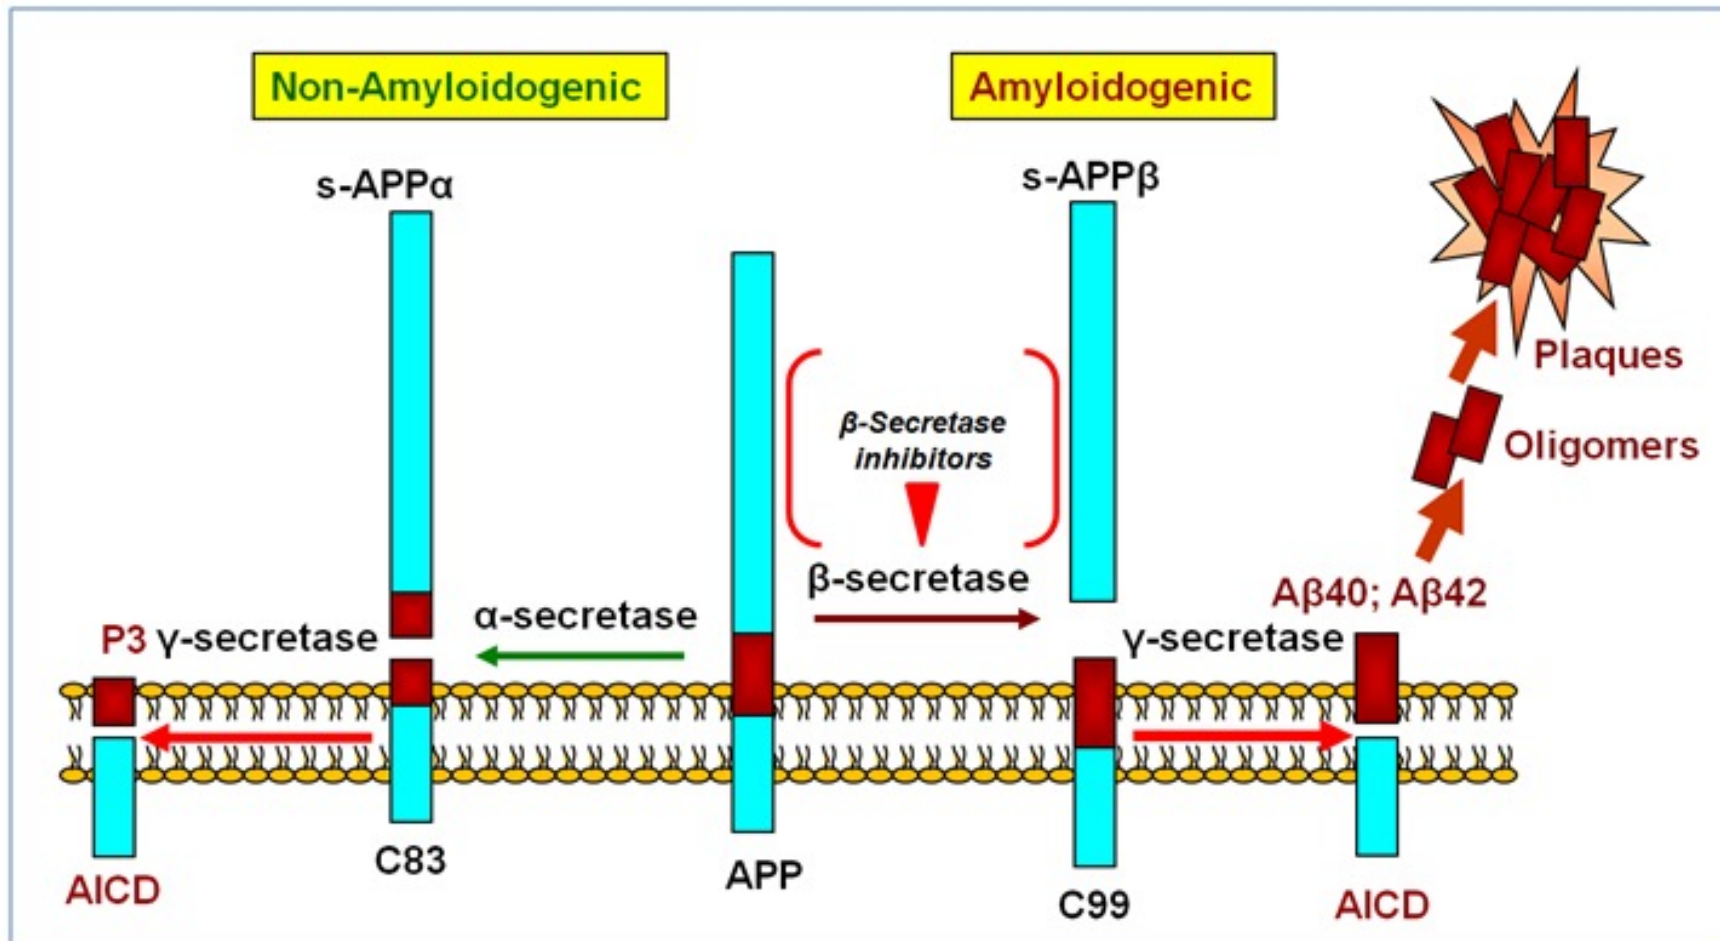 Non-Amyloidogenic
Amyloidogenic
s-APPα
s-APPβ
β-Secretase
inhibitors
Plaques
Oligomers
β-secretase
Aβ40; Aβ42
α-secretase
P3 γ-secretase
γ-secretase
C83
APP
AICD
C99
AICD